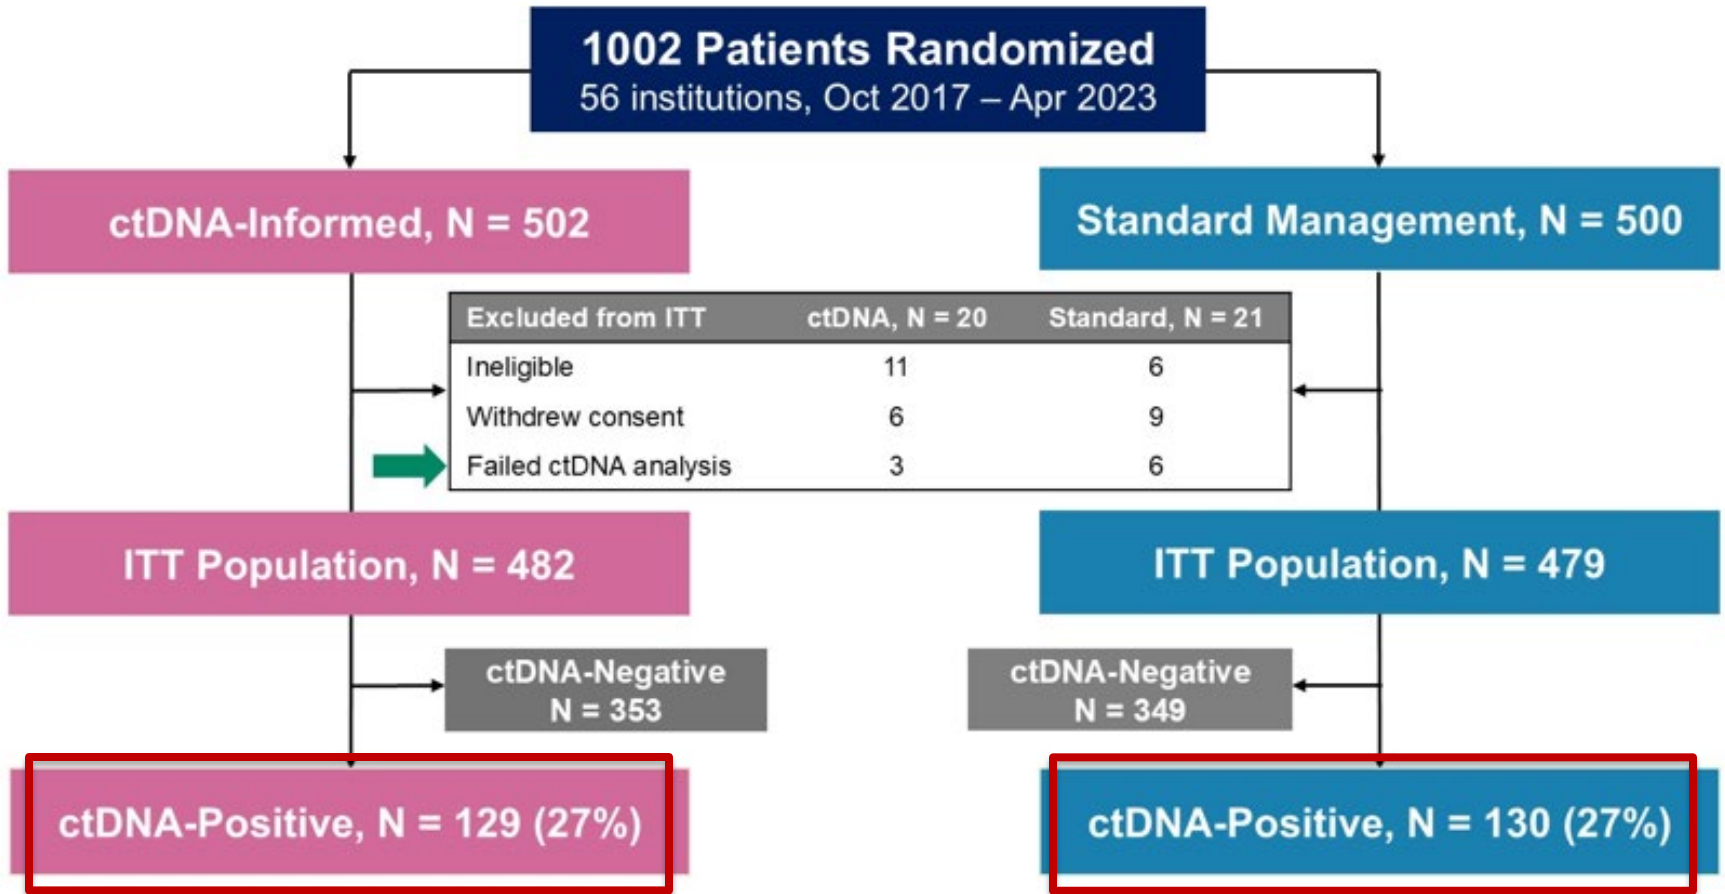 1002 Patients Randomized
56 institutions, Oct 2017 – Apr 2023
ctDNA-Informed, N = 502
Standard Management, N = 500
Excluded from ITT ctDNA, N = 20 Standard, N = 21
Ineligible 11 6
Withdrew consent 6 9
Failed ctDNA analysis 3 6
ITT Population, N = 482
ITT Population, N = 479
ctDNA-Negative
N = 353
ctDNA-Negative
N = 349
ctDNA-Positive, N = 129 (27%)
ctDNA-Positive, N = 130 (27%)